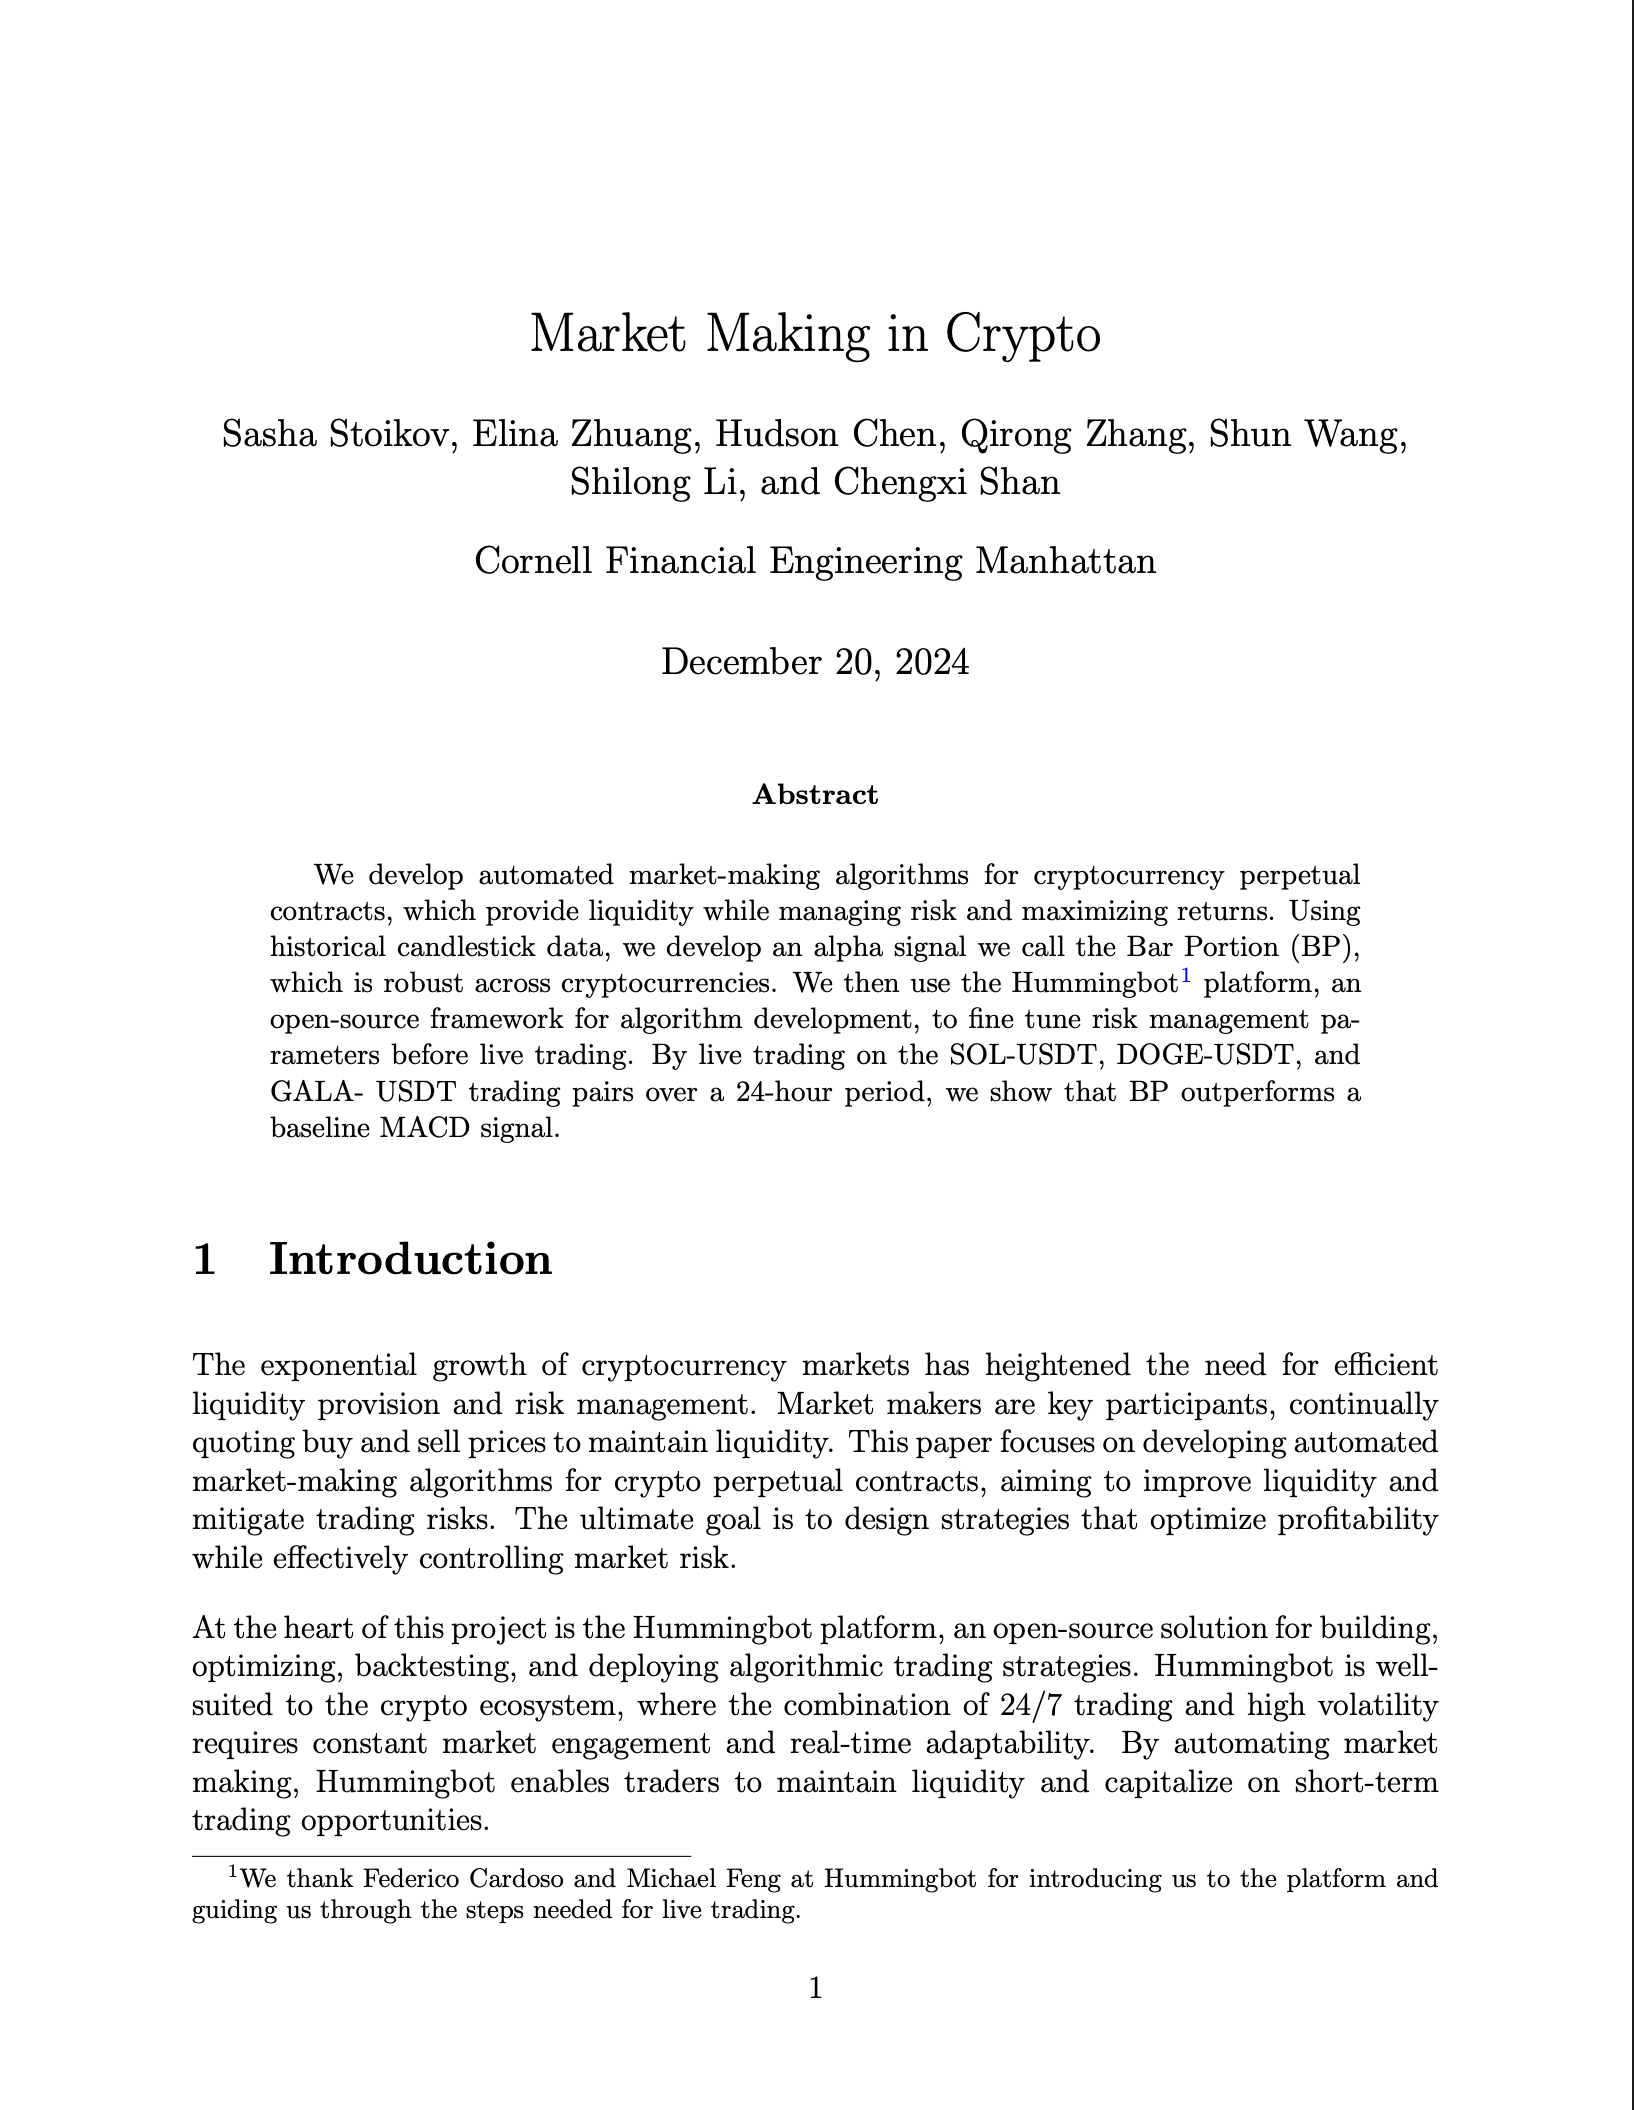 Market Making in Crypto
Sasha Stoikov, Elina Zhuang, Hudson Chen, Qirong Zhang, Shun Wang,
Shilong Li, and Chengxi Shan
Cornell Financial Engineering Manhattan
December 20, 2024
Abstract
We develop automated market-making algorithms for cryptocurrency perpetual
contracts, which provide liquidity while managing risk and maximizing returns. Using
historical candlestick data, we develop an alpha signal we call the Bar Portion (BP),
which is robust across cryptocurrencies. We then use the Hummingbot1 platform, an
open-source framework for algorithm development, to fine tune risk management pa-
rameters before live trading. By live trading on the SOL-USDT, DOGE-USDT, and
GALA- USDT trading pairs over a 24-hour period, we show that BP outperforms a
baseline MACD signal.
1 Introduction
The exponential growth of cryptocurrency markets has heightened the need for efficient
liquidity provision and risk management. Market makers are key participants, continually
quoting buy and sell prices to maintain liquidity. This paper focuses on developing automated
market-making algorithms for crypto perpetual contracts, aiming to improve liquidity and
mitigate trading risks. The ultimate goal is to design strategies that optimize profitability
while effectively controlling market risk.
At the heart of this project is the Hummingbot platform, an open-source solution for building,
optimizing, backtesting, and deploying algorithmic trading strategies. Hummingbot is well-
suited to the crypto ecosystem, where the combination of 24/7 trading and high volatility
requires constant market engagement and real-time adaptability. By automating market
making, Hummingbot enables traders to maintain liquidity and capitalize on short-term
trading opportunities.
1We thank Federico Cardoso and Michael Feng at Hummingbot for introducing us to the platform and
guiding us through the steps needed for live trading.
1